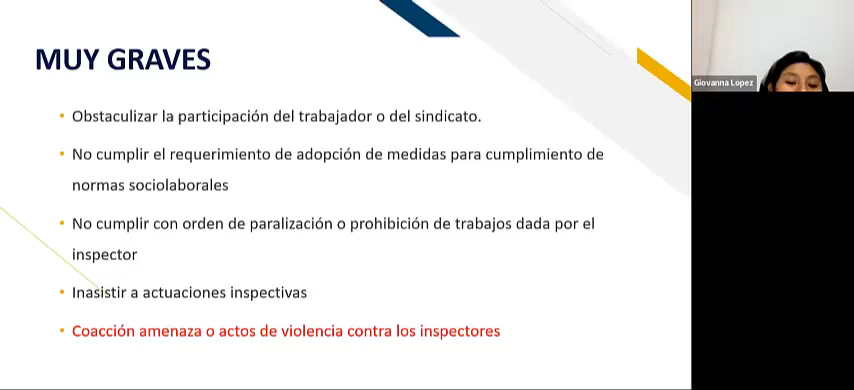 MUY GRAVES
Giovanna Lopez
• Obstaculizar la participación del trabajador o del sindicato.
• No cumplir el requerimiento de adopción de medidas para cumplimiento de
normas sociolaborales
• No cumplir con orden de paralización o prohibición de trabajos dada por el
inspector
• Inasistir a actuaciones inspectivas
• Coacción amenaza o actos de violencia contra los inspectores